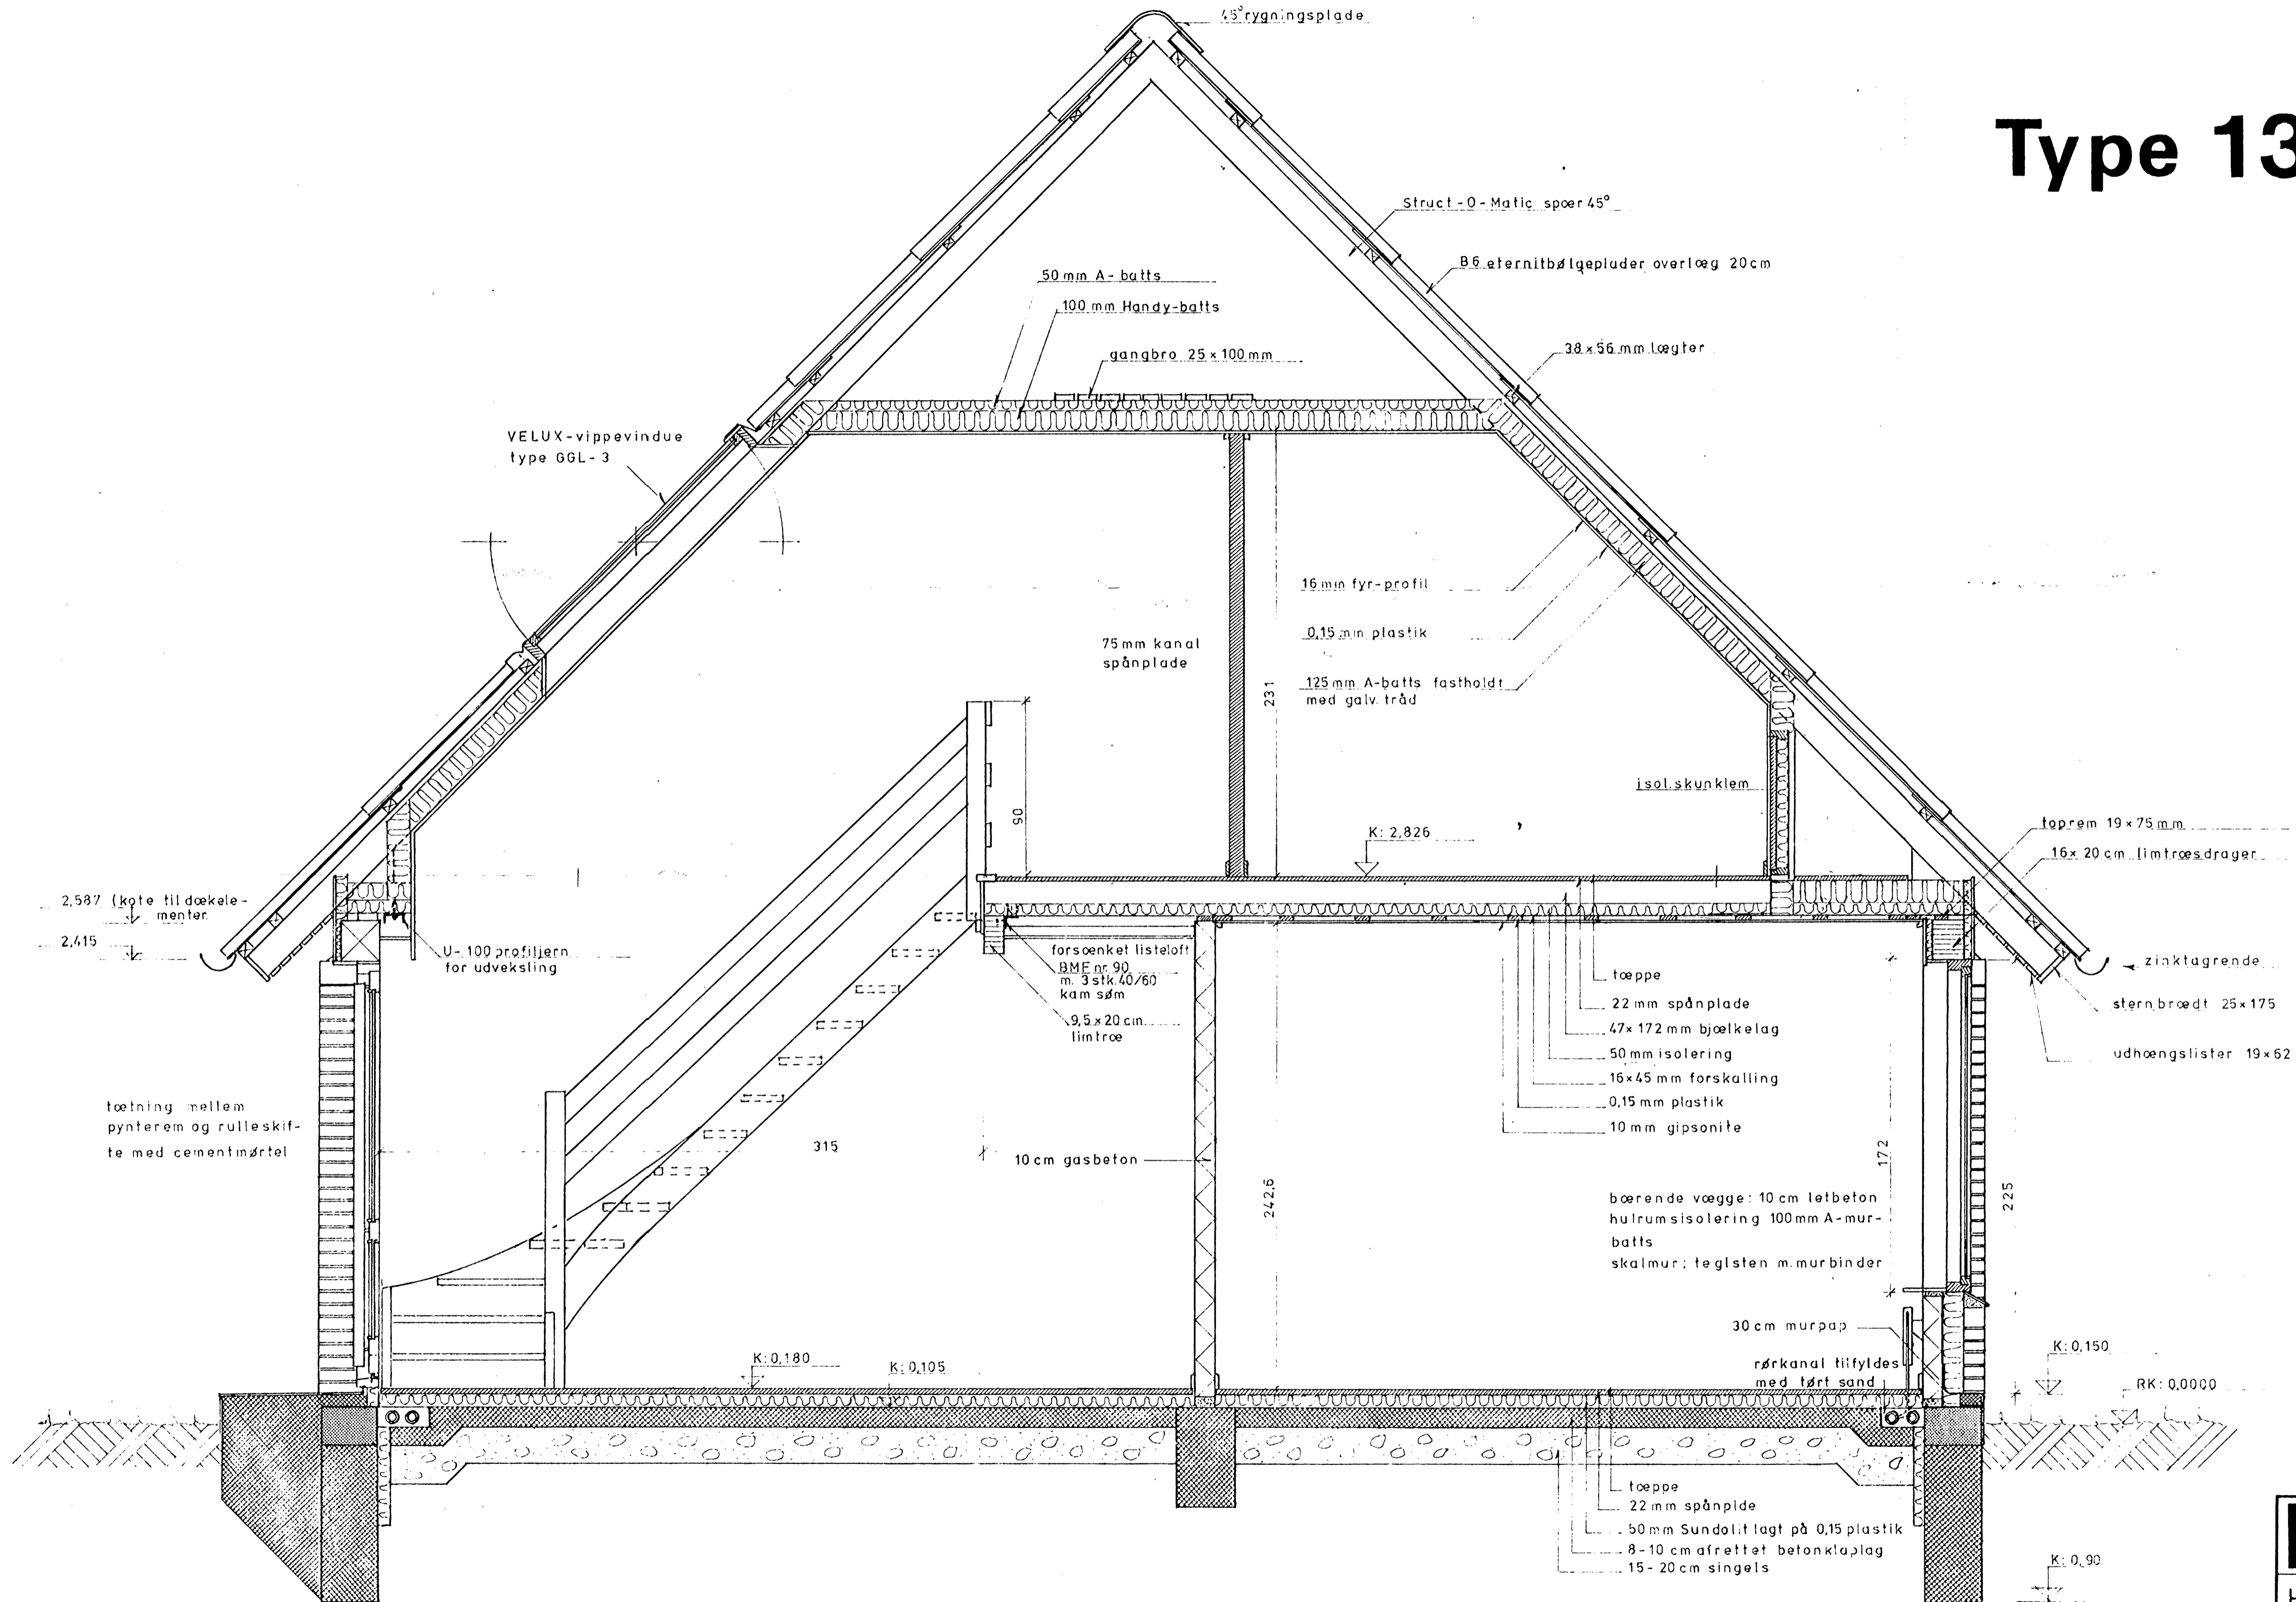 45° rygningsplade
Type 13
Struct-O-Matic spær 45°
B6 eternitbølgeplader overlæg 20cm
50 mm A-batts
100 mm Handy-batts
gangbro 25 x 100 mm
38 x 56 mm lægter
VELUX-vippevindue
type GGL-3
16 mm fyr-profil
0,15 mm plastik
125 mm A-batts fastholdt
med galv. tråd
75 mm kanal
spånplade
231
90
isol. skunklem
K: 2,826
toprem 19 x 75 mm
16 x 20 cm limtræsdrager
2,587 (kote til dækele-
menter
2,415
U-100 profiljern
for udveksling
forsænket listeloft
BMF nr. 90
m. 3 stk. 40/60
kam søm
9,5 x 20 cm
limtræ
tæppe
22 mm spånplade
47 x 172 mm bjælkelag
50 mm isolering
16 x 45 mm forskalling
0,15 mm plastik
10 mm gipsonite
zinktagrende
sternbrædt 25 x 175
udhængslister 19 x 62
tætning mellem
pynterem og rulleskif-
te med cementmørtel
315
10 cm gasbeton
242,6
172
225
bærende vægge: 10 cm letbeton
hulrumsisolering 100 mm A-mur-
batts
skalmur: teglsten m. murbinder
30 cm murpap
rørkanal tilfyldes
med tørt sand
K: 0,180
K: 0,105
K: 0,150
RK: 0,0000
tæppe
22 mm spånplde
50 mm Sundolit lagt på 0,15 plastik
8-10 cm afrettet betonklaplag
15-20 cm singels
K: 0,90